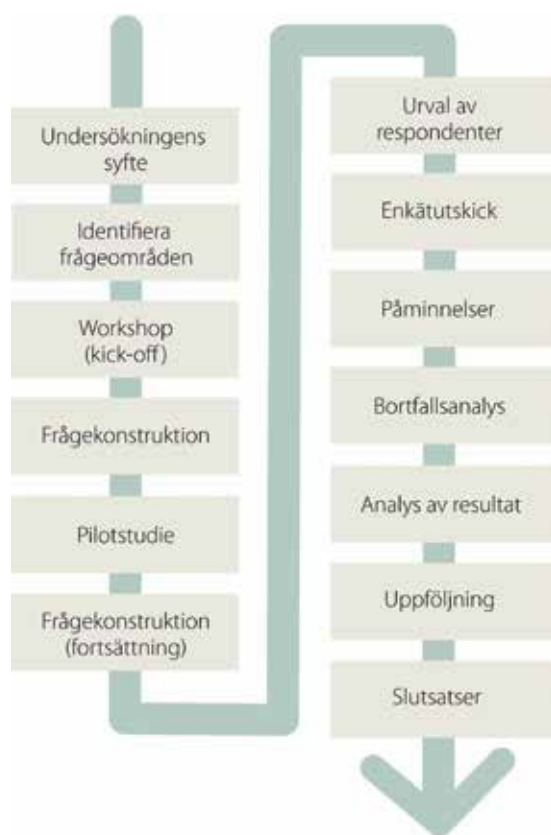 Undersökningens
syfte
Identifiera
frågeområden
Workshop
(kick-off)
Frågekonstruktion
Pilotstudie
Frågekonstruktion
(fortsättning)
Urval av
respondenter
Enkätutskick
Påminnelser
Bortfallsanalys
Analys av resultat
Uppföljning
Slutsatser